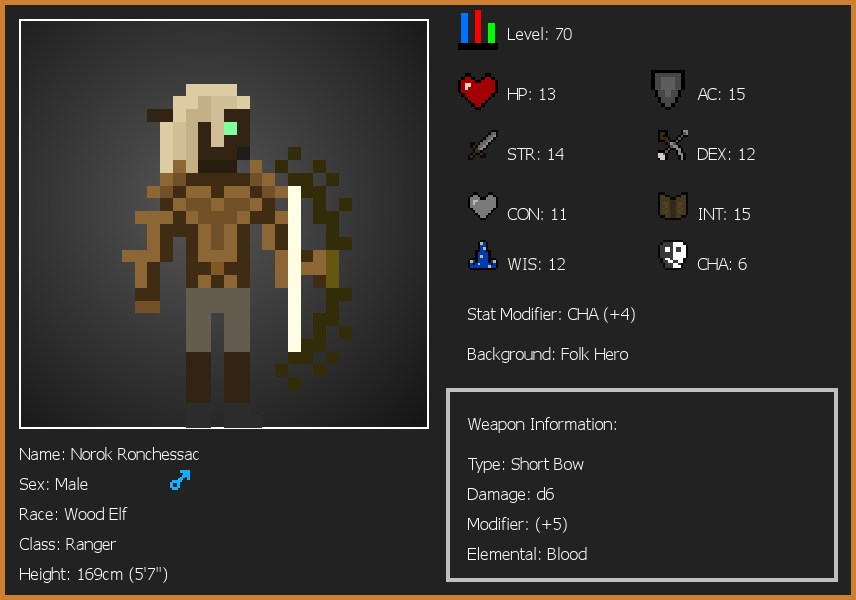 Level: 70
HP: 13
AC: 15
STR: 14
DEX: 12
CON: 11
INT: 15
WIS: 12
CHA: 6
Stat Modifier: CHA (+4)
Background: Folk Hero
Weapon Information:
Type: Short Bow
Damage: d6
Modifier: (+5)
Elemental: Blood
Name: Norok Ronchessac
Sex: Male
Race: Wood Elf
Class: Ranger
Height: 169cm (5'7")